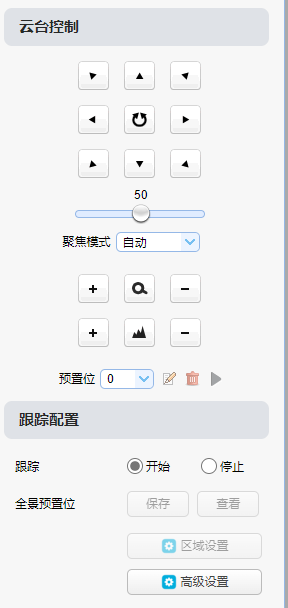 云台控制
50
聚焦模式 自动
预置位 0
跟踪配置
跟踪 开始 停止
全景预置位 保存 查看
区域设置
高级设置